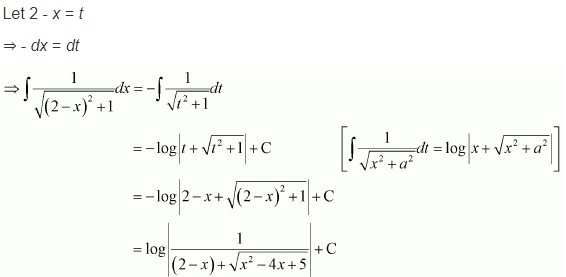 Let 2 - x = t
⇒ - dx = dt
⇒ ∫ 1/√((2−x)² +1) dx = −∫ 1/√(t² +1) dt
= −log|t + √(t² +1)| + C [∫ 1/√(x² + a²) dt = log|x + √(x² + a²)|]
= −log|2 − x + √((2−x)² +1)| + C
= log|1/((2−x) + √(x² − 4x + 5))| + C